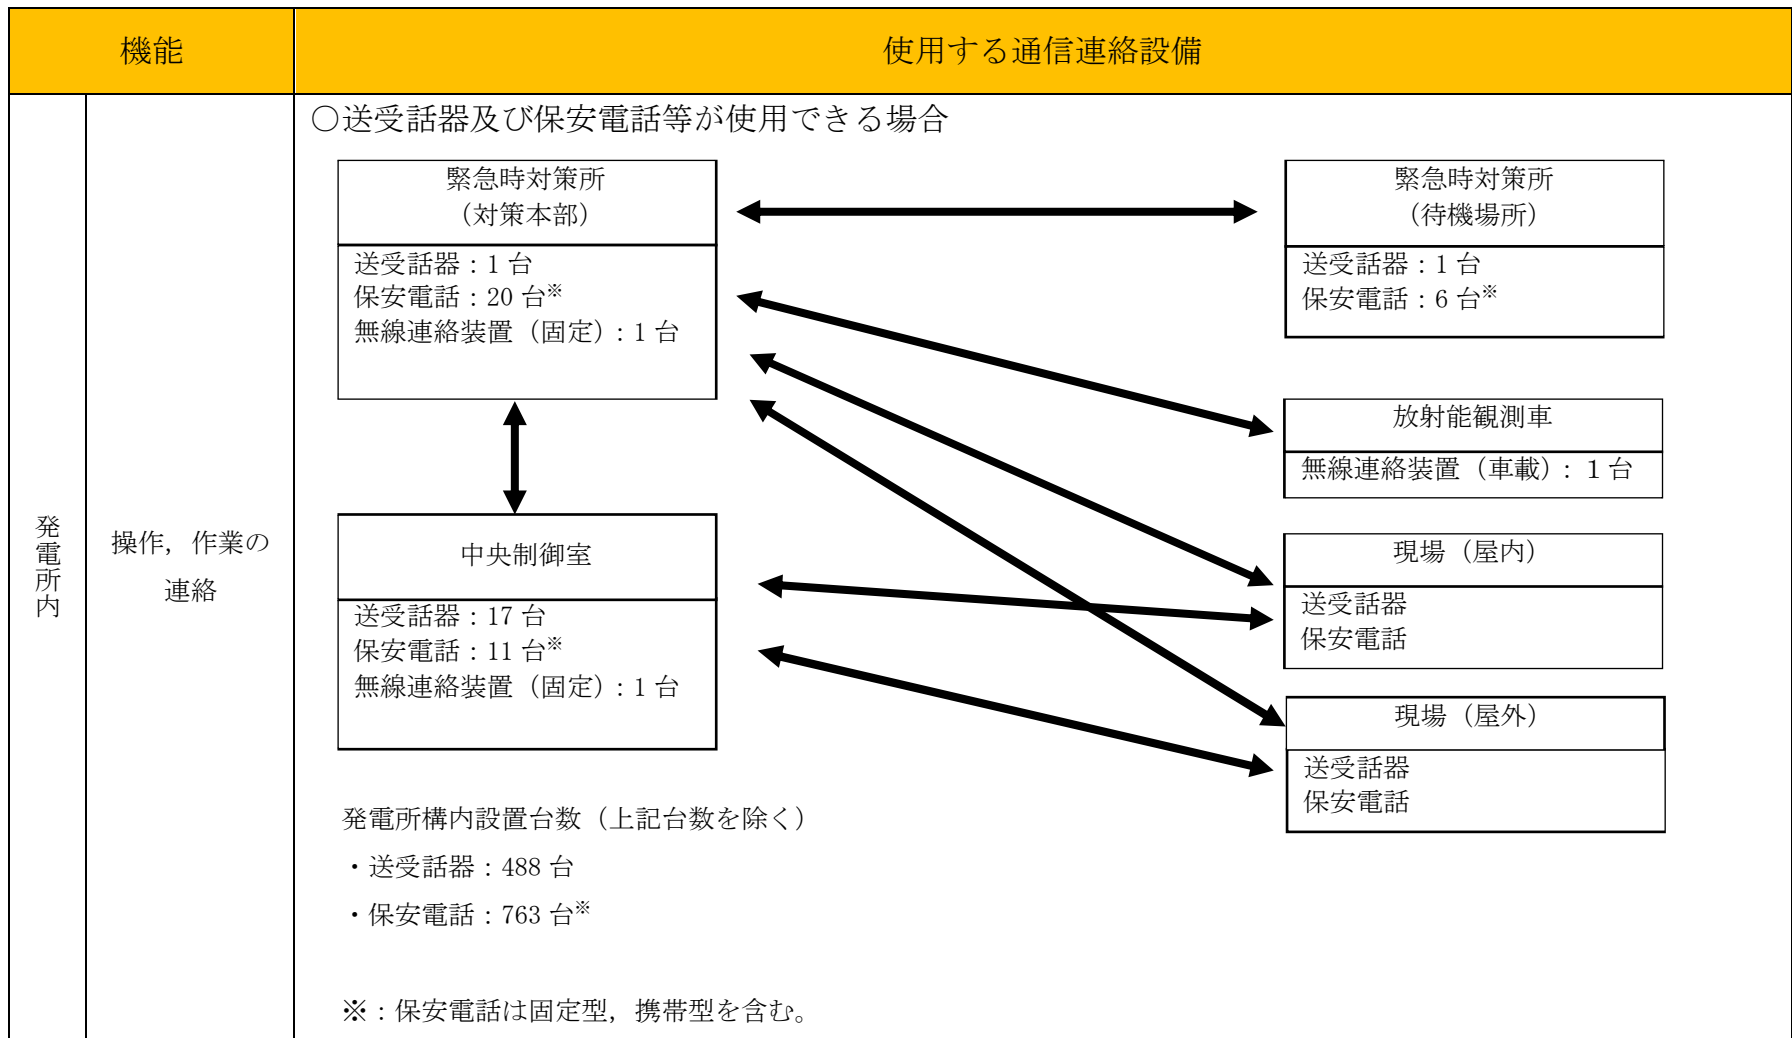 機能
使用する通信連絡設備
発電所内
操作，作業の
連絡
○送受話器及び保安電話等が使用できる場合
緊急時対策所
（対策本部）
送受話器：1 台
保安電話：20 台※
無線連絡装置（固定）：1 台
緊急時対策所
（待機場所）
送受話器：1 台
保安電話：6 台※
放射能観測車
無線連絡装置（車載）：１台
中央制御室
送受話器：17 台
保安電話：11 台※
無線連絡装置（固定）：1 台
現場（屋内）
送受話器
保安電話
現場（屋外）
送受話器
保安電話
発電所構内設置台数（上記台数を除く）
・送受話器：488 台
・保安電話：763 台※
※：保安電話は固定型，携帯型を含む。